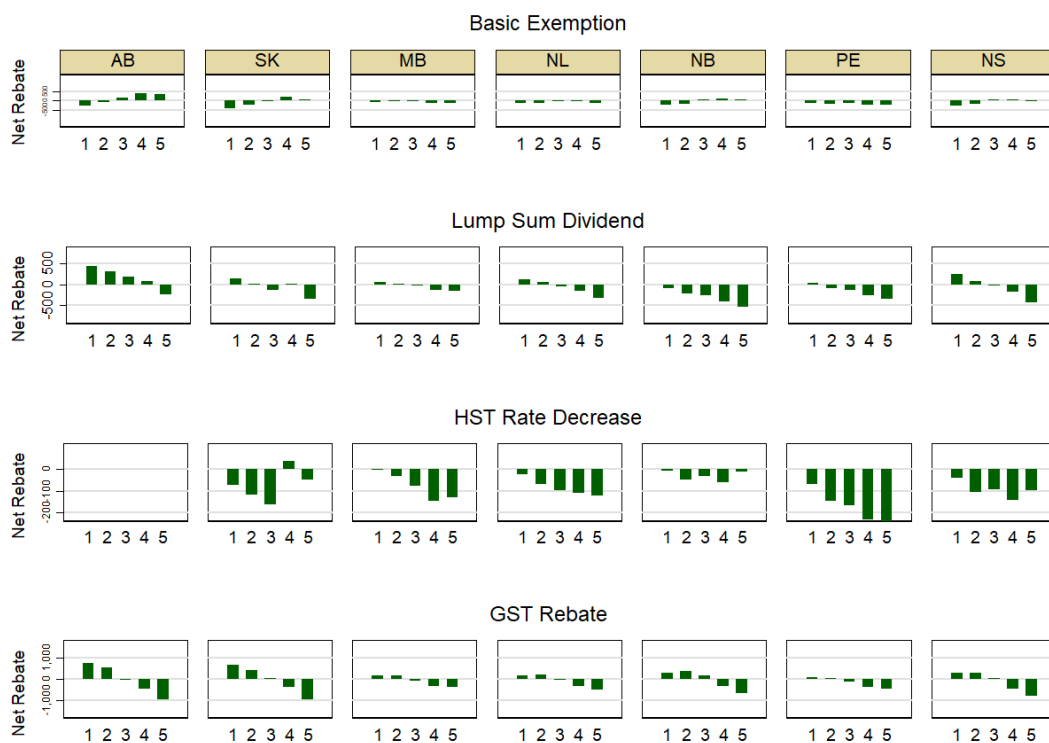 Basic Exemption
AB SK MB NL NB PE NS
Net Rebate
-500 0 500
1 2 3 4 5 1 2 3 4 5 1 2 3 4 5 1 2 3 4 5 1 2 3 4 5 1 2 3 4 5 1 2 3 4 5
Lump Sum Dividend
Net Rebate
-500 0 500
1 2 3 4 5 1 2 3 4 5 1 2 3 4 5 1 2 3 4 5 1 2 3 4 5 1 2 3 4 5 1 2 3 4 5
HST Rate Decrease
Net Rebate
-200 -100 0
1 2 3 4 5 1 2 3 4 5 1 2 3 4 5 1 2 3 4 5 1 2 3 4 5 1 2 3 4 5 1 2 3 4 5
GST Rebate
Net Rebate
-1,000 0 1,000
1 2 3 4 5 1 2 3 4 5 1 2 3 4 5 1 2 3 4 5 1 2 3 4 5 1 2 3 4 5 1 2 3 4 5